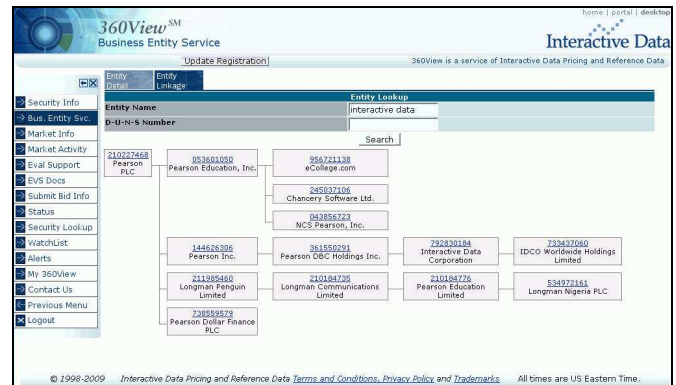 home | portal | desktop
360View SM
Business Entity Service
Interactive Data
Update Registration
360View is a service of Interactive Data Pricing and Reference Data
Entity Detail
Entity Linkage
Security Info
Bus. Entity Svc.
Market Info
Market Activity
Eval Support
EVS Docs
Submit Bid Info
Status
Security Lookup
WatchList
Alerts
My 360View
Contact Us
Previous Menu
Logout
Entity Lookup
Entity Name
interactive data
D-U-N-S Number
Search
210227468
Pearson
PLC
053601050
Pearson Education, Inc.
956721138
eCollege.com
245037106
Chancery Software Ltd.
043856723
NCS Pearson, Inc.
144626306
Pearson Inc.
361550291
Pearson DBC Holdings Inc.
792830184
Interactive Data
Corporation
733437060
IDCO Worldwide Holdings
Limited
211985460
Longman Penguin
Limited
210184735
Longman Communications
Limited
210184776
Pearson Education
Limited
534972161
Longman Nigeria PLC
738559579
Pearson Dollar Finance
PLC
© 1998-2009 Interactive Data Pricing and Reference Data Terms and Conditions, Privacy Policy and Trademarks All times are US Eastern Time.